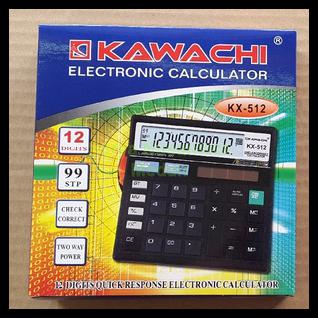 KAWACHI ®
ELECTRONIC CALCULATOR
KX-512
12
DIGITS
99
STP
CHECK
CORRECT
TWO WAY
POWER
KAWACHI
123456789012.
KX-512
12 DIGITS QUICK RESPONSE ELECTRONIC CALCULATOR